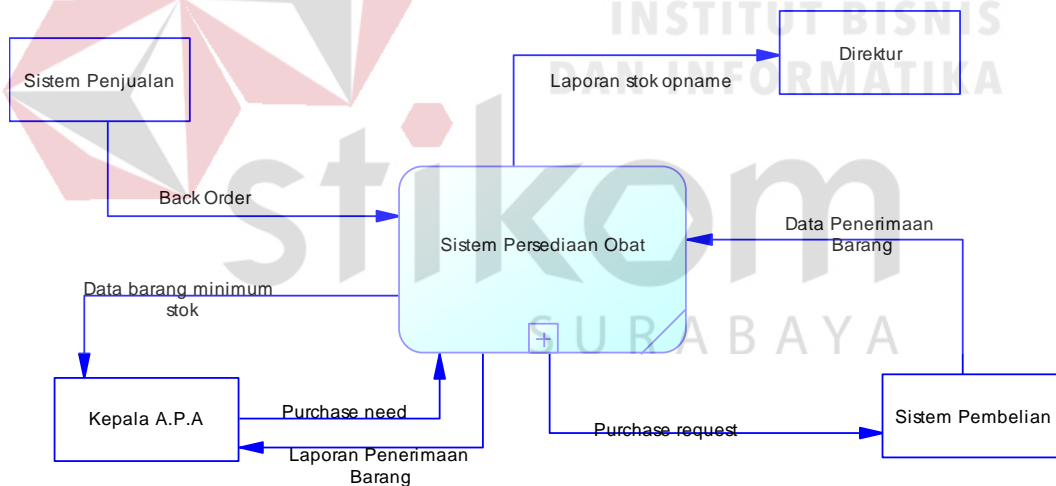 INSTITUT BISNIS
DAN INFORMATIKA
stikom
SURABAYA
Sistem Penjualan
Direktur
Laporan stok opname
Back Order
Sistem Persediaan Obat
Data Penerimaan
Barang
Data barang minimum
stok
Kepala A.P.A
Purchase need
Laporan Penerimaan
Barang
Purchase request
Sistem Pembelian